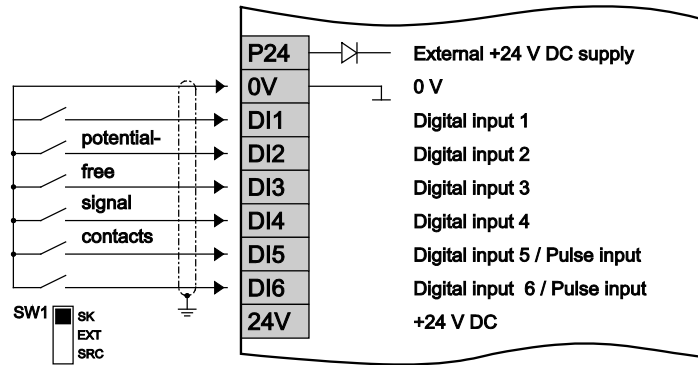 P24 External +24 V DC supply
0V 0 V
DI1 Digital input 1
potential-
DI2 Digital input 2
free
DI3 Digital input 3
signal
DI4 Digital input 4
contacts
DI5 Digital input 5 / Pulse input
DI6 Digital input 6 / Pulse input
SW1 SK
24V +24 V DC
EXT
SRC